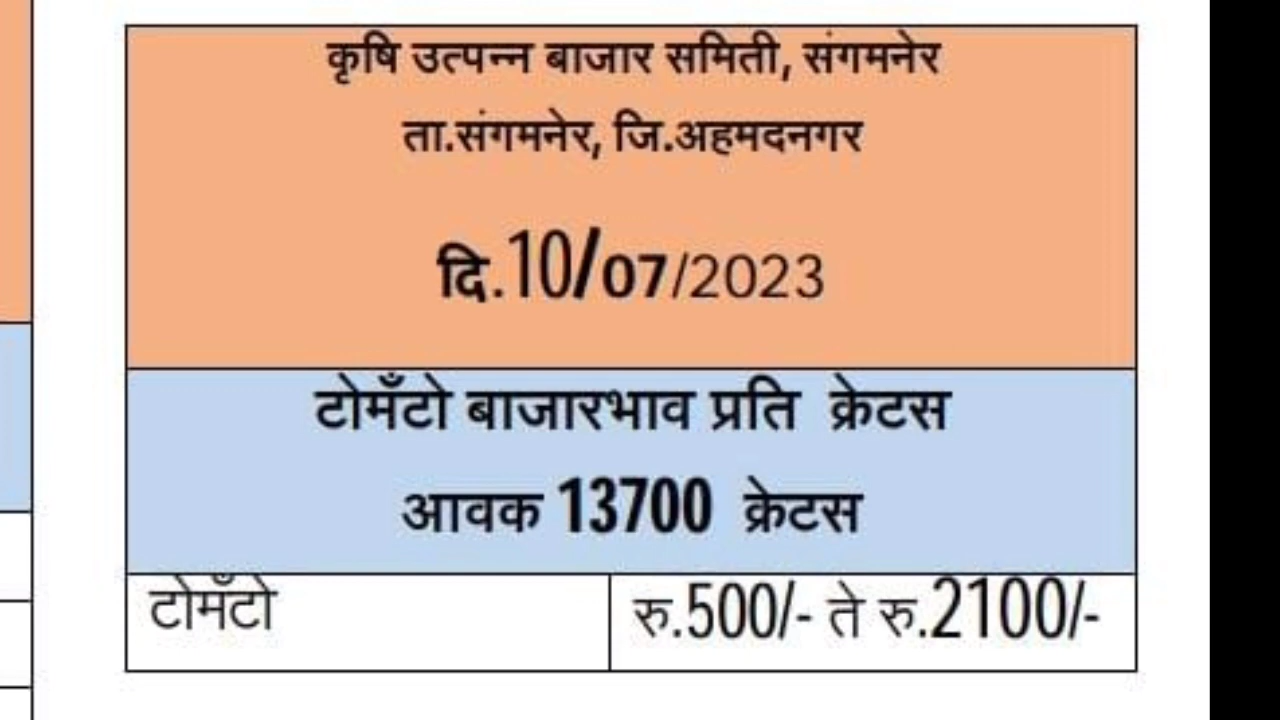 कृषि उत्पन्न बाजार समिती, संगमनेर
ता.संगमनेर, जि.अहमदनगर
दि.10/07/2023
टोमॅंटो बाजारभाव प्रति क्रेटस
आवक 13700 क्रेटस
टोमॅंटो रु.500/- ते रु.2100/-